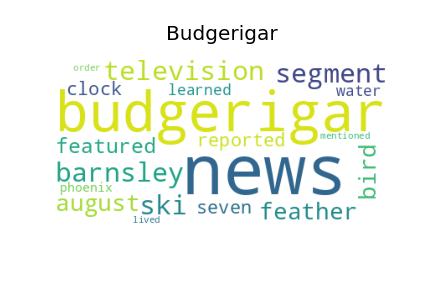 Budgerigar
order
television
segment
clock
learned
water
budgerigar
mentioned
featured
reported
bird
barnsley
news
phoenix
august
ski
seven
feather
lived